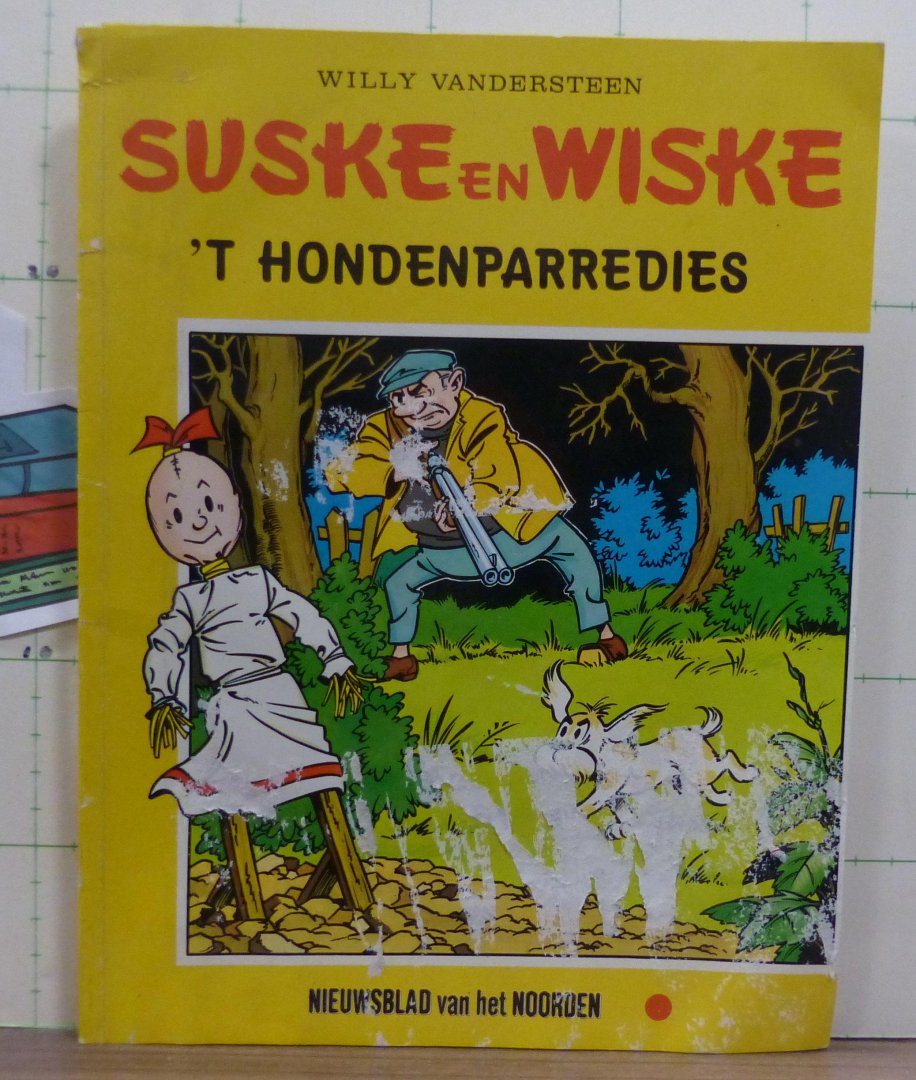 WILLY VANDERSTEEN
SUSKE EN WISKE
'T HONDENPARREDIES
NIEUWSBLAD van het NOORDEN